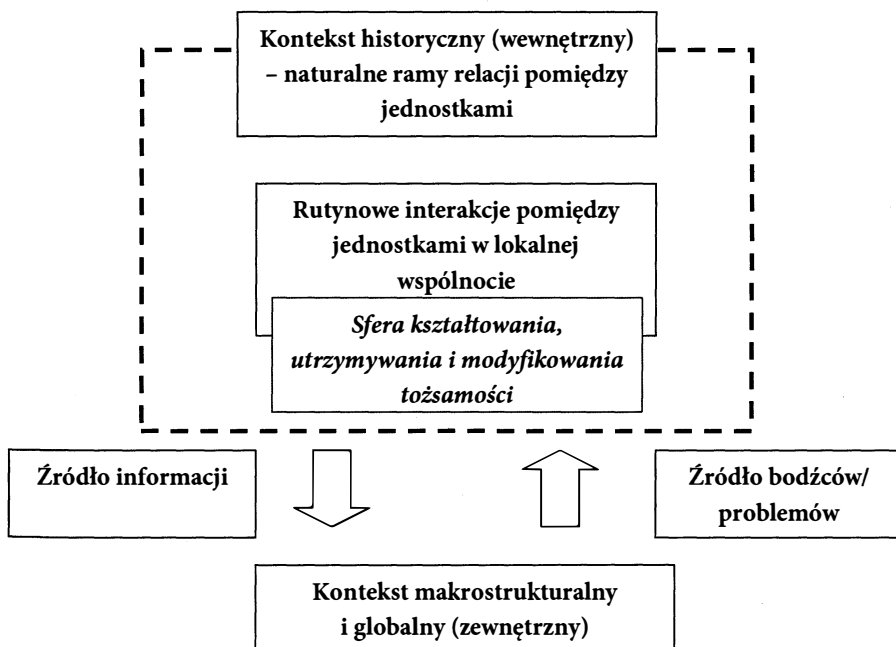 Kontekst historyczny (wewnętrzny)
– naturalne ramy relacji pomiędzy
jednostkami
Rutynowe interakcje pomiędzy
jednostkami w lokalnej
wspólnocie
Sfera kształtowania,
utrzymywania i modyfikowania
tożsamości
Źródło informacji
Źródło bodźców/
problemów
Kontekst makrostrukturalny
i globalny (zewnętrzny)